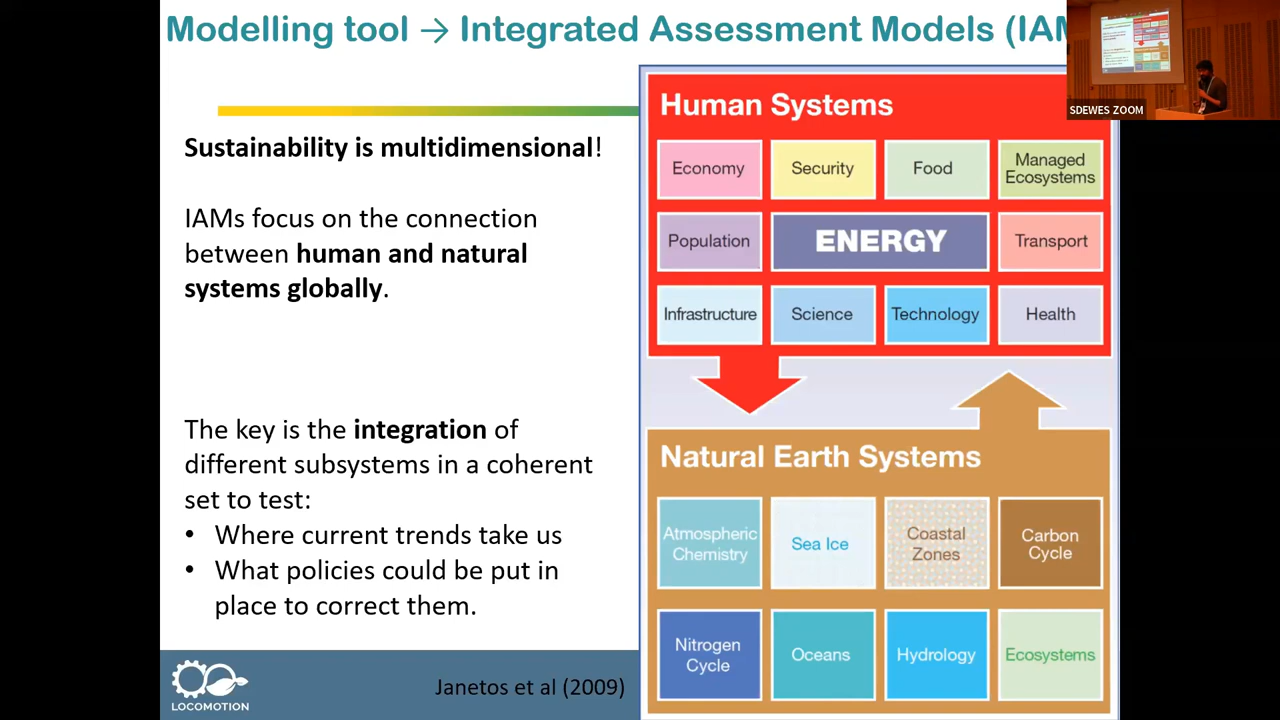 Modelling tool → Integrated Assessment Models (IAM
SDEWES ZOOM
Sustainability is multidimensional!
IAMs focus on the connection
between human and natural
systems globally.
The key is the integration of
different subsystems in a coherent
set to test:
• Where current trends take us
• What policies could be put in
place to correct them.
LOCOMOTION
Janetos et al (2009)
Human Systems
Economy
Security
Food
Managed
Ecosystems
Population
ENERGY
Transport
Infrastructure
Science
Technology
Health
Natural Earth Systems
Atmospheric
Chemistry
Sea Ice
Coastal
Zones
Carbon
Cycle
Nitrogen
Cycle
Oceans
Hydrology
Ecosystems